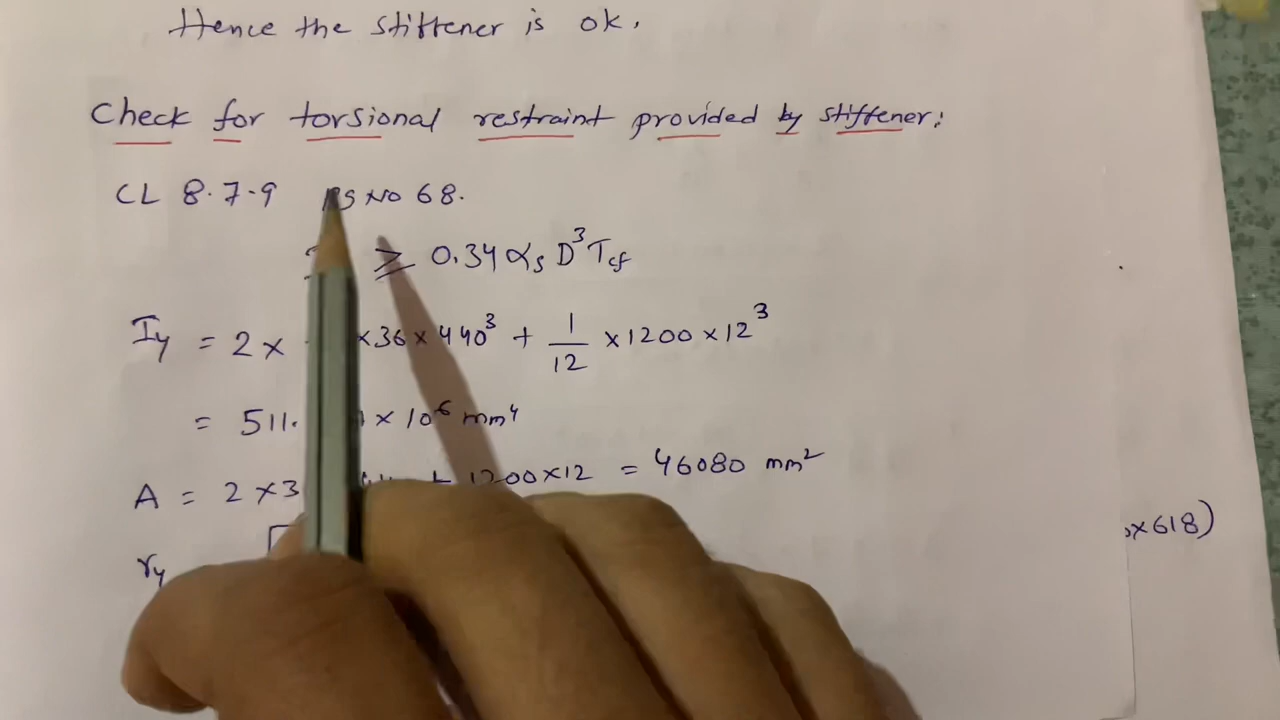 Hence the stiffener is ok.
Check for torsional restraint provided by stiffener:
CL 8.7.9 No 68.
≥ 0.34 αs D³ Tcf
Iy = 2 × ×36×440³ + 1/12 ×1200×12³
= 511. ×10⁶ mm⁴
A = 2×3 + 1200×12 = 46080 mm²
ry
×618)